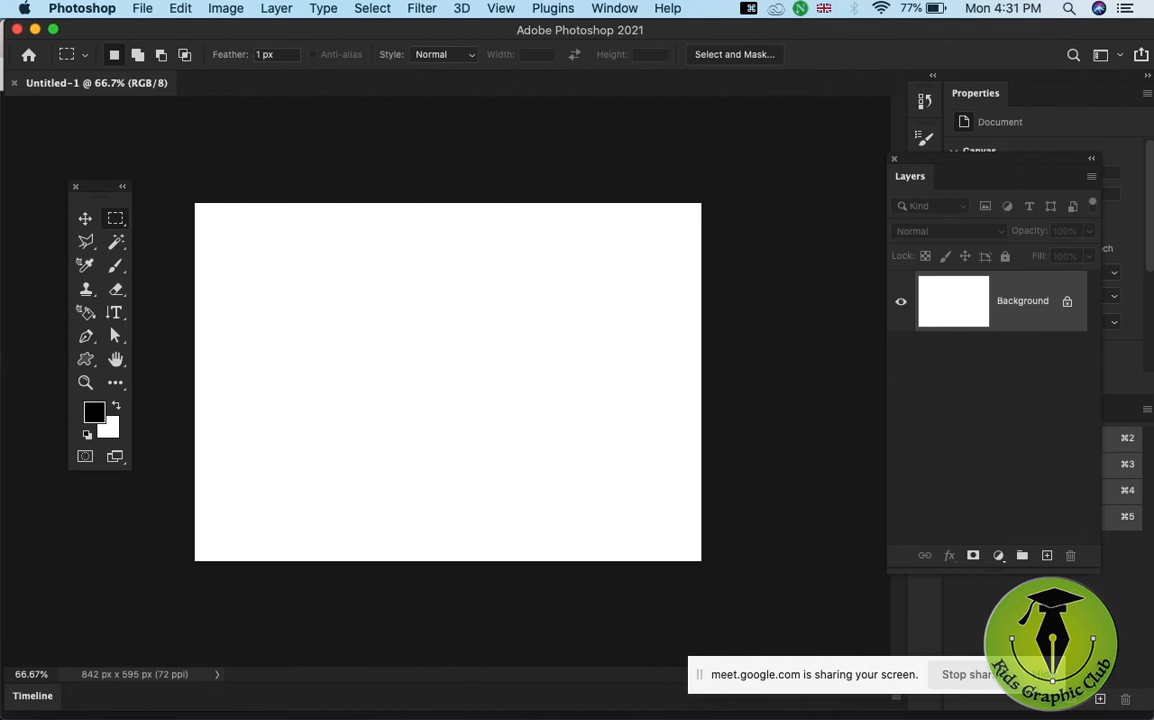 Photoshop File Edit Image Layer Type Select Filter 3D View Plugins Window Help 77% Mon 4:31 PM
Adobe Photoshop 2021
Feather: 1 px Anti-alias Style: Normal Width: Height: Select and Mask...
Untitled-1 @ 66.7% (RGB/8)
Properties
Document
Canvas
Layers
Kind
Normal Opacity: 100%
Lock: Fill: 100%
Background
⌘2
⌘3
⌘4
⌘5
66.67% 842 px x 595 px (72 ppi)
meet.google.com is sharing your screen. Stop shar
Kids Graphic Club
Timeline